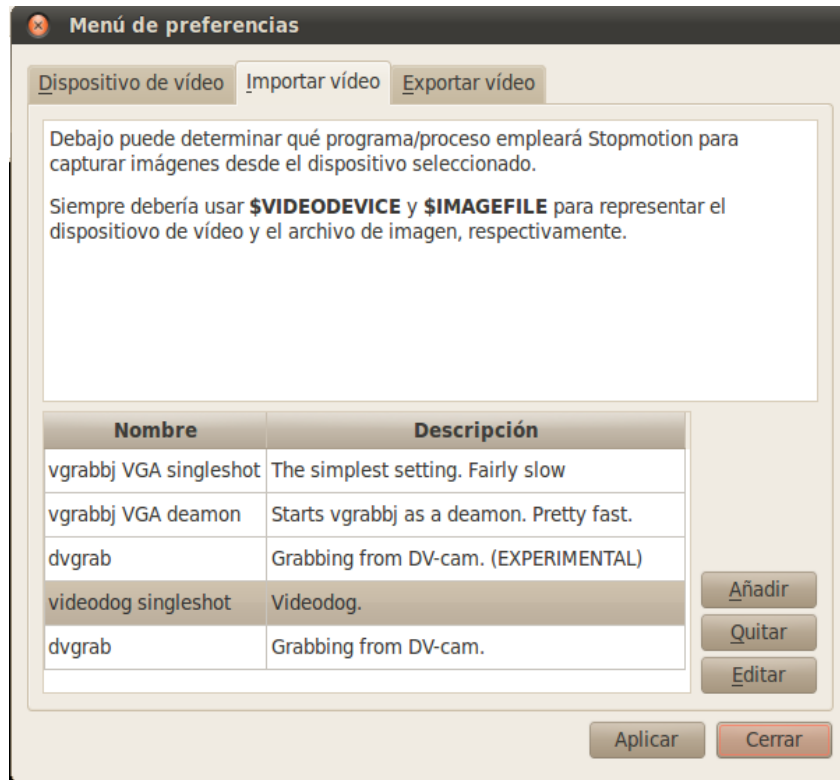 Menú de preferencias
Dispositivo de vídeo Importar vídeo Exportar vídeo
Debajo puede determinar qué programa/proceso empleará Stopmotion para
capturar imágenes desde el dispositivo seleccionado.
Siempre debería usar $VIDEODEVICE y $IMAGEFILE para representar el
dispositiovo de vídeo y el archivo de imagen, respectivamente.
Nombre Descripción
vgrabbj VGA singleshot The simplest setting. Fairly slow
vgrabbj VGA deamon Starts vgrabbj as a deamon. Pretty fast.
dvgrab Grabbing from DV-cam. (EXPERIMENTAL)
videodog singleshot Videodog.
dvgrab Grabbing from DV-cam.
Añadir
Quitar
Editar
Aplicar Cerrar